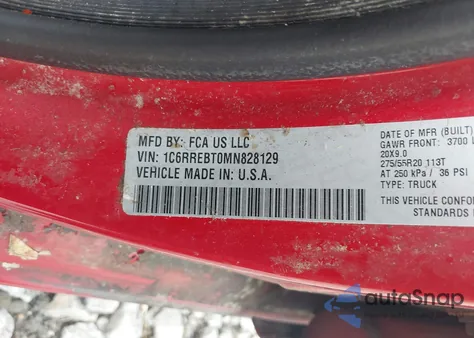 MFD BY: FCA US LLC
VIN: 1C6RREBT0MN828129
VEHICLE MADE IN: U.S.A.
DATE OF MFR (BUILT)
GAWR FRONT: 3700
20X9.0
275/55R20 113T
AT 250 kPa / 36 PSI
TYPE: TRUCK
THIS VEHICLE CONFOR
STANDARDS
autoSnap